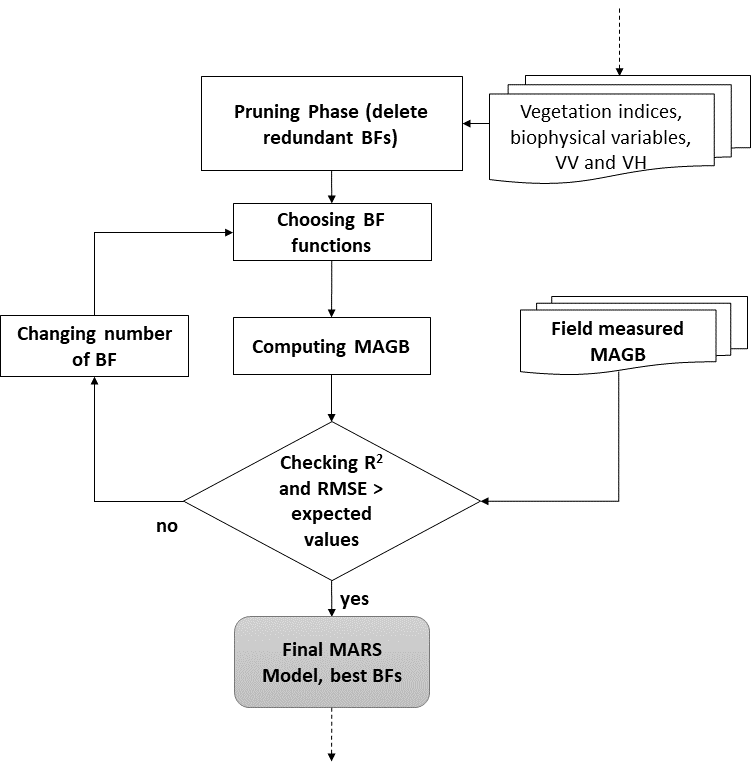 Pruning Phase (delete
redundant BFs)
Vegetation indices,
biophysical variables,
VV and VH
Choosing BF
functions
Changing number
of BF
Computing MAGB
Field measured
MAGB
Checking R²
and RMSE >
expected
values
no
yes
Final MARS
Model, best BFs